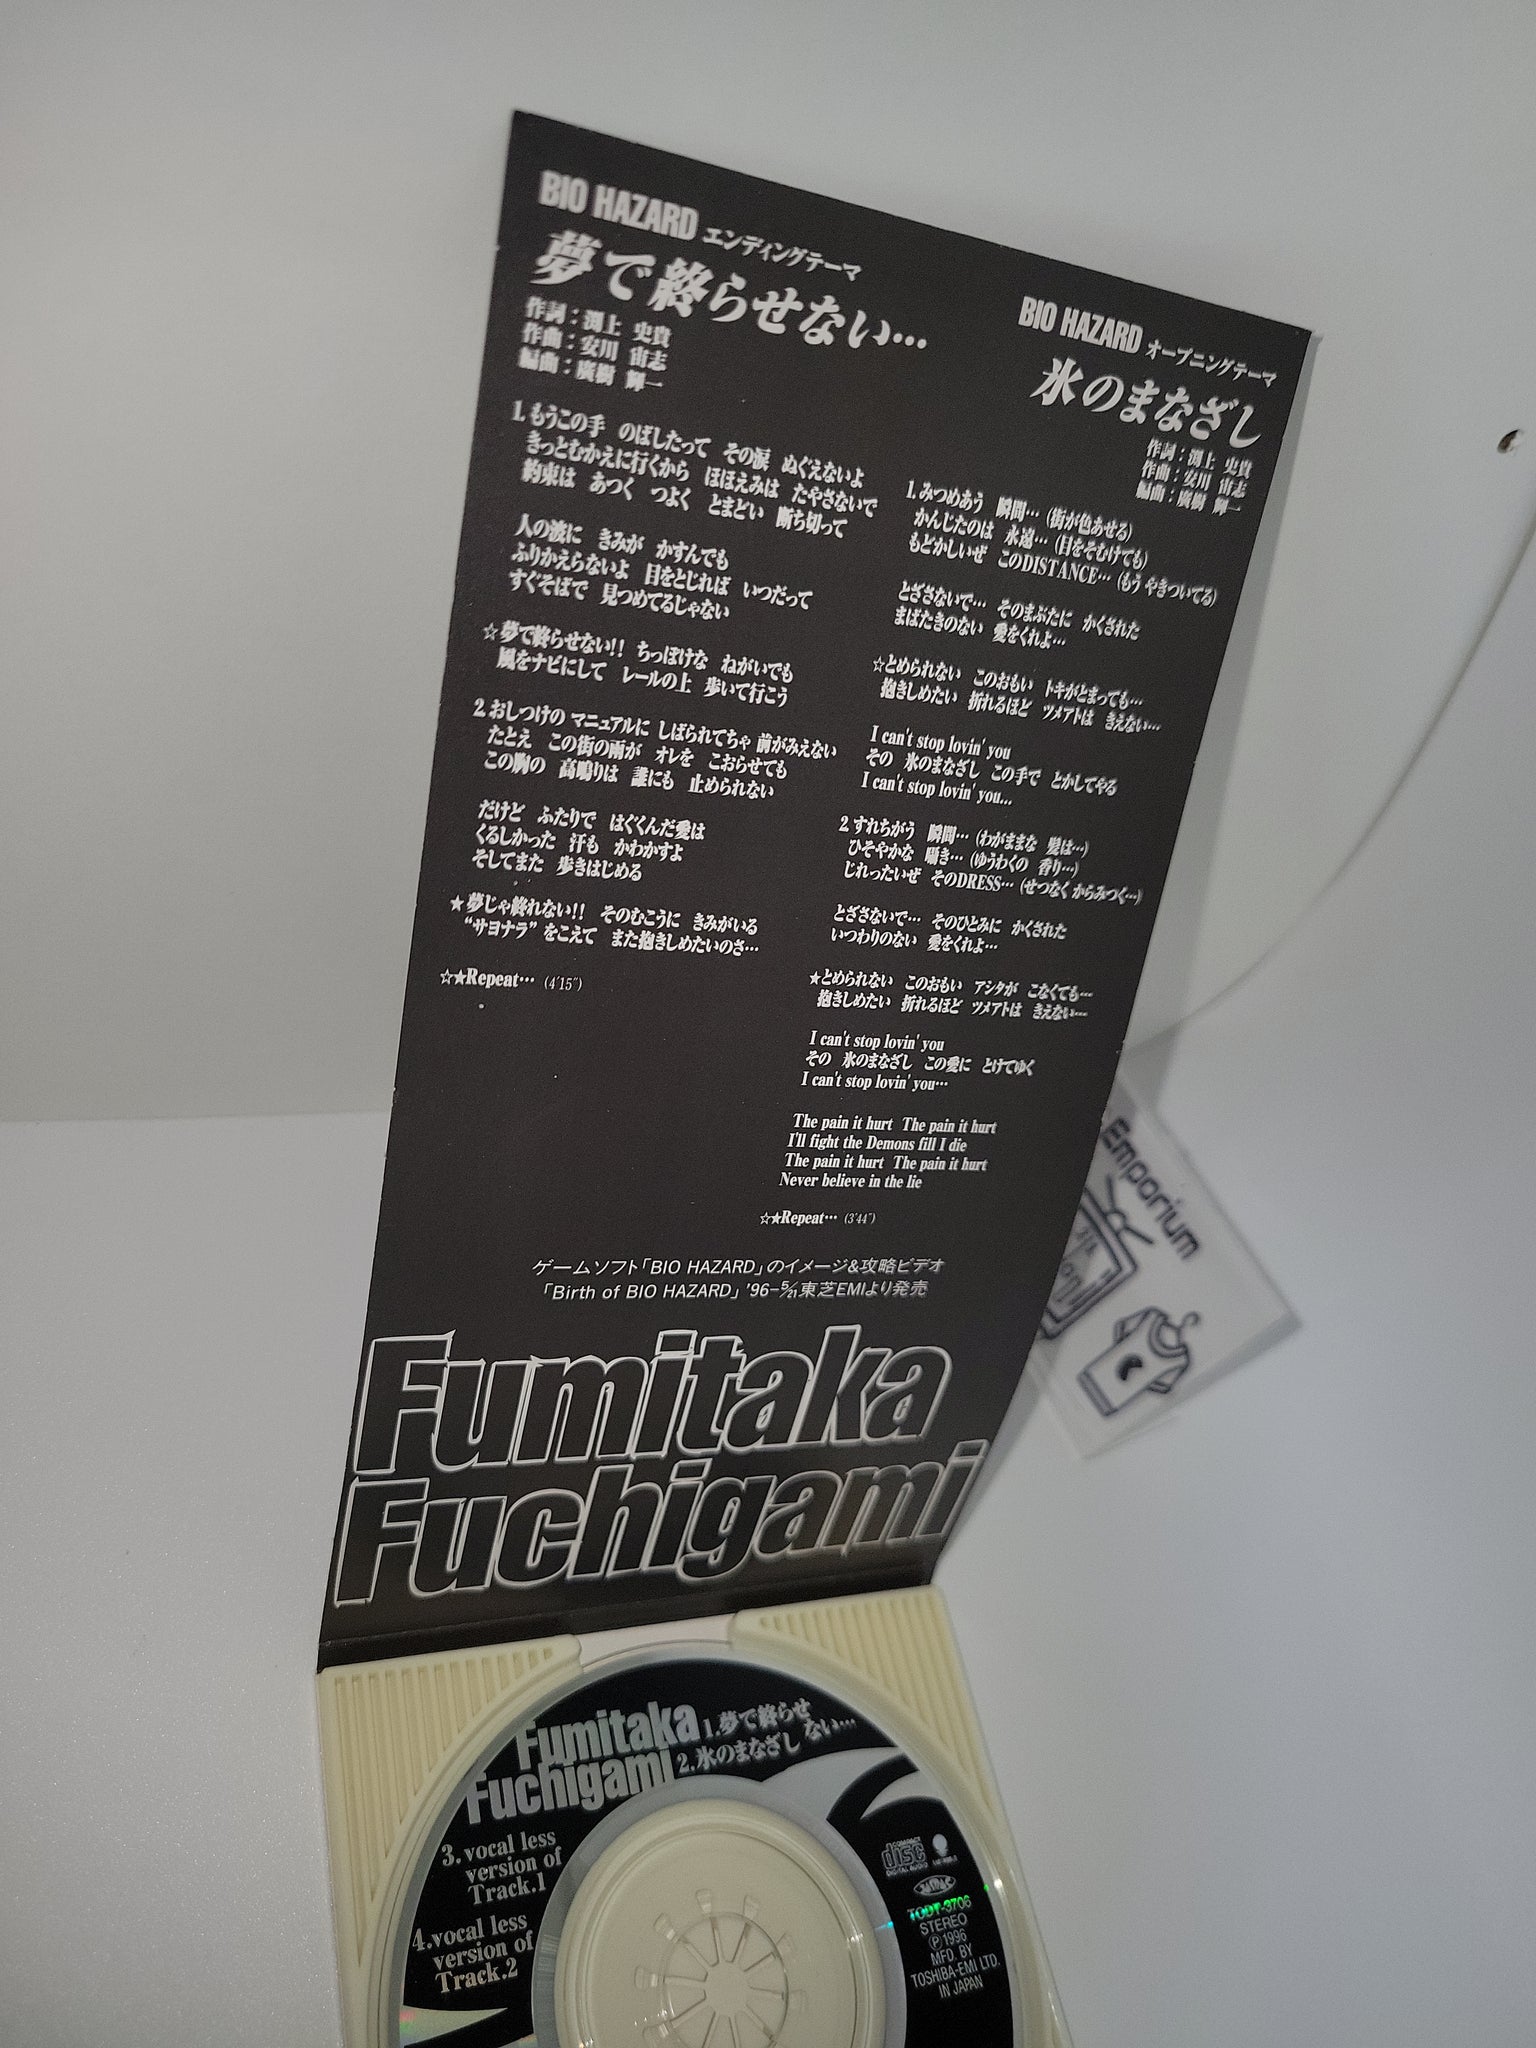 BIO HAZARD エンディングテーマ
夢で終らせない…
作詞：渕上 史貴
作曲：安川 宙志
編曲：廣樹 輝一
1. もうこの手 のばしたって その涙 ぬぐえないよ
きっとむかえに行くから ほほえみは たやさないで
約束は あつく つよく とまどい 断ち切って
人の波に きみが かすんでも
ふりかえらないよ 目をとじれば いつだって
すぐそばで 見つめてるじゃない
☆夢で終らせない!! ちっぽけな ねがいでも
風をナビにして レールの上 歩いて行こう
2. おしつけの マニュアルに しばられてちゃ 前がみえない
たとえ この街の雨が オレを こおらせても
この胸の 高鳴りは 誰にも 止められない
だけど ふたりで はぐくんだ愛は
くるしかった 汗も かわかすよ
そしてまた 歩きはじめる
★夢じゃ終れない!! そのむこうに きみがいる
“サヨナラ”をこえて また抱きしめたいのさ…
☆★Repeat… (4'15")
BIO HAZARD オープニングテーマ
氷のまなざし
作詞：渕上 史貴
作曲：安川 宙志
編曲：廣樹 輝一
1. みつめあう 瞬間… (街が色あせる)
かんじたのは 永遠… (目をそむけても)
もどかしいぜ このDISTANCE… (もう やきついてる)
とざさないで… そのまぶたに かくされた
まばたきのない 愛をくれよ…
☆とめられない このおもい トキがとまっても…
抱きしめたい 折れるほど ツメアトは きえない…
I can't stop lovin' you
その 氷のまなざし この手で とかしてやる
I can't stop lovin' you...
2. すれちがう 瞬間… (わがままな 髪は…)
ひそやかな 囁き… (ゆうわくの 香り…)
じれったいぜ そのDRESS… (せつなく からみつく…)
とざさないで… そのひとみに かくされた
いつわりのない 愛をくれよ…
★とめられない このおもい アシタが こなくても…
抱きしめたい 折れるほど ツメアトは きえない…
I can't stop lovin' you
その 氷のまなざし この愛に とけてゆく
I can't stop lovin' you…
The pain it hurt The pain it hurt
I'll fight the Demons fill I die
The pain it hurt The pain it hurt
Never believe in the lie
☆★Repeat… (3'44")
ゲームソフト「BIO HAZARD」のイメージ&攻略ビデオ
「Birth of BIO HAZARD」 '96-5/21東芝EMIより発売
Fumitaka
Fuchigami
Emporium
Fumitaka
Fuchigami
1.夢で終らせ
ない…
2.氷のまなざし
3.vocal less
version of
Track.1
4.vocal less
version of
Track.2
COMPACT
disc
DIGITAL AUDIO
TODT-3706
STEREO
Ⓟ1996
MFD. BY
TOSHIBA-EMI LTD.
IN JAPAN